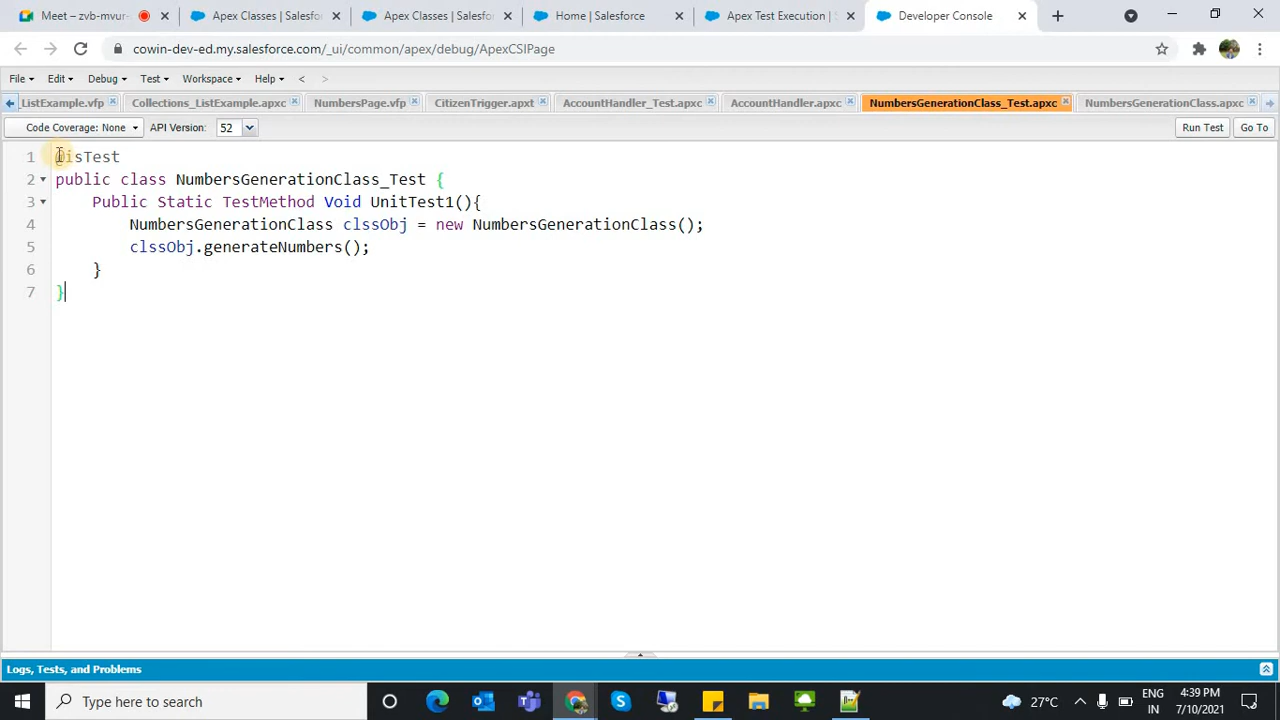 Meet – zvb-mvur-
Apex Classes | Salesfo
Apex Classes | Salesfo
Home | Salesforce
Apex Test Execution |
Developer Console
cowin-dev-ed.my.salesforce.com/_ui/common/apex/debug/ApexCSIPage
File Edit Debug Test Workspace Help < >
ListExample.vfp
Collections_ListExample.apxc
NumbersPage.vfp
CitizenTrigger.apxt
AccountHandler_Test.apxc
AccountHandler.apxc
NumbersGenerationClass_Test.apxc
NumbersGenerationClass.apxc
Code Coverage: None
API Version:
52
Run Test
Go To
1 @isTest
2 public class NumbersGenerationClass_Test {
3 Public Static TestMethod Void UnitTest1(){
4 NumbersGenerationClass clssObj = new NumbersGenerationClass();
5 clssObj.generateNumbers();
6 }
7 }
Logs, Tests, and Problems
Type here to search
27°C
ENG
IN
4:39 PM
7/10/2021